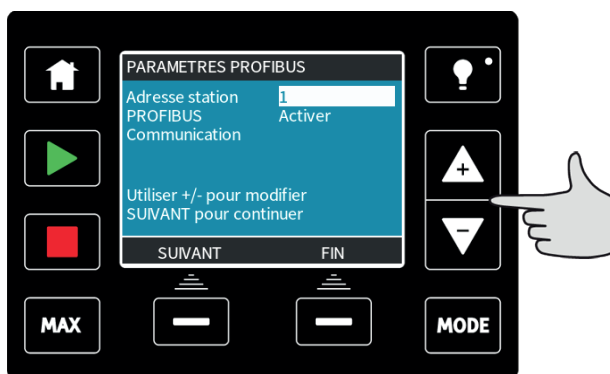 PARAMETRES PROFIBUS
Adresse station 1
PROFIBUS Activer
Communication
Utiliser +/- pour modifier
SUIVANT pour continuer
SUIVANT FIN
+
-
MAX
MODE